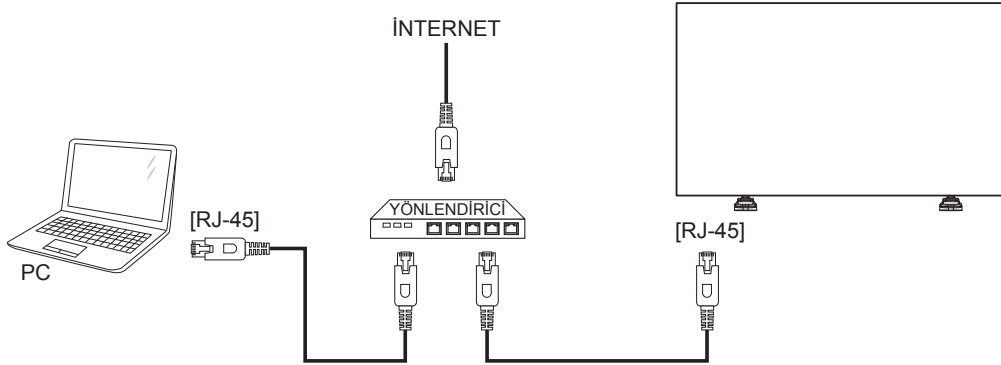 İNTERNET
YÖNLENDİRİCİ
[RJ-45]
[RJ-45]
PC